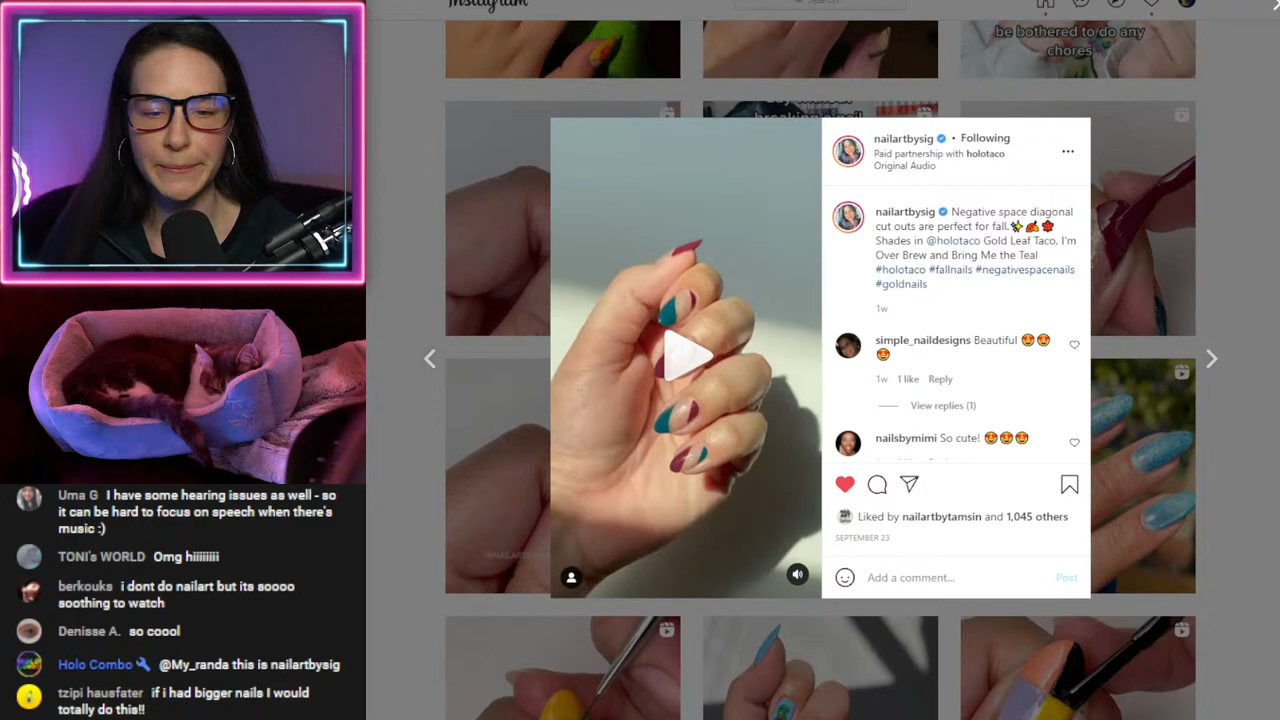 Instagram
Search
be bothered to do any
chores
nailartbysig • Following
Paid partnership with holotaco
Original Audio
nailartbysig Negative space diagonal
cut outs are perfect for fall.✨🍂🍁
Shades in @holotaco Gold Leaf Taco, I'm
Over Brew and Bring Me the Teal
#holotaco #fallnails #negativespacenails
#goldnails
1w
simple_naildesigns Beautiful 😍😍
😍
1w 1 like Reply
View replies (1)
nailsbymimi So cute! 😍😍😍
Liked by nailartbytamsin and 1,045 others
SEPTEMBER 23
Add a comment... Post
Uma G I have some hearing issues as well - so
it can be hard to focus on speech when there's
music :)
TONI's WORLD Omg hiiiiiii
berkouks i dont do nailart but its soooo
soothing to watch
Denisse A. so coool
Holo Combo 🔧 @My_randa this is nailartbysig
tzipi hausfater if i had bigger nails I would
totally do this!!